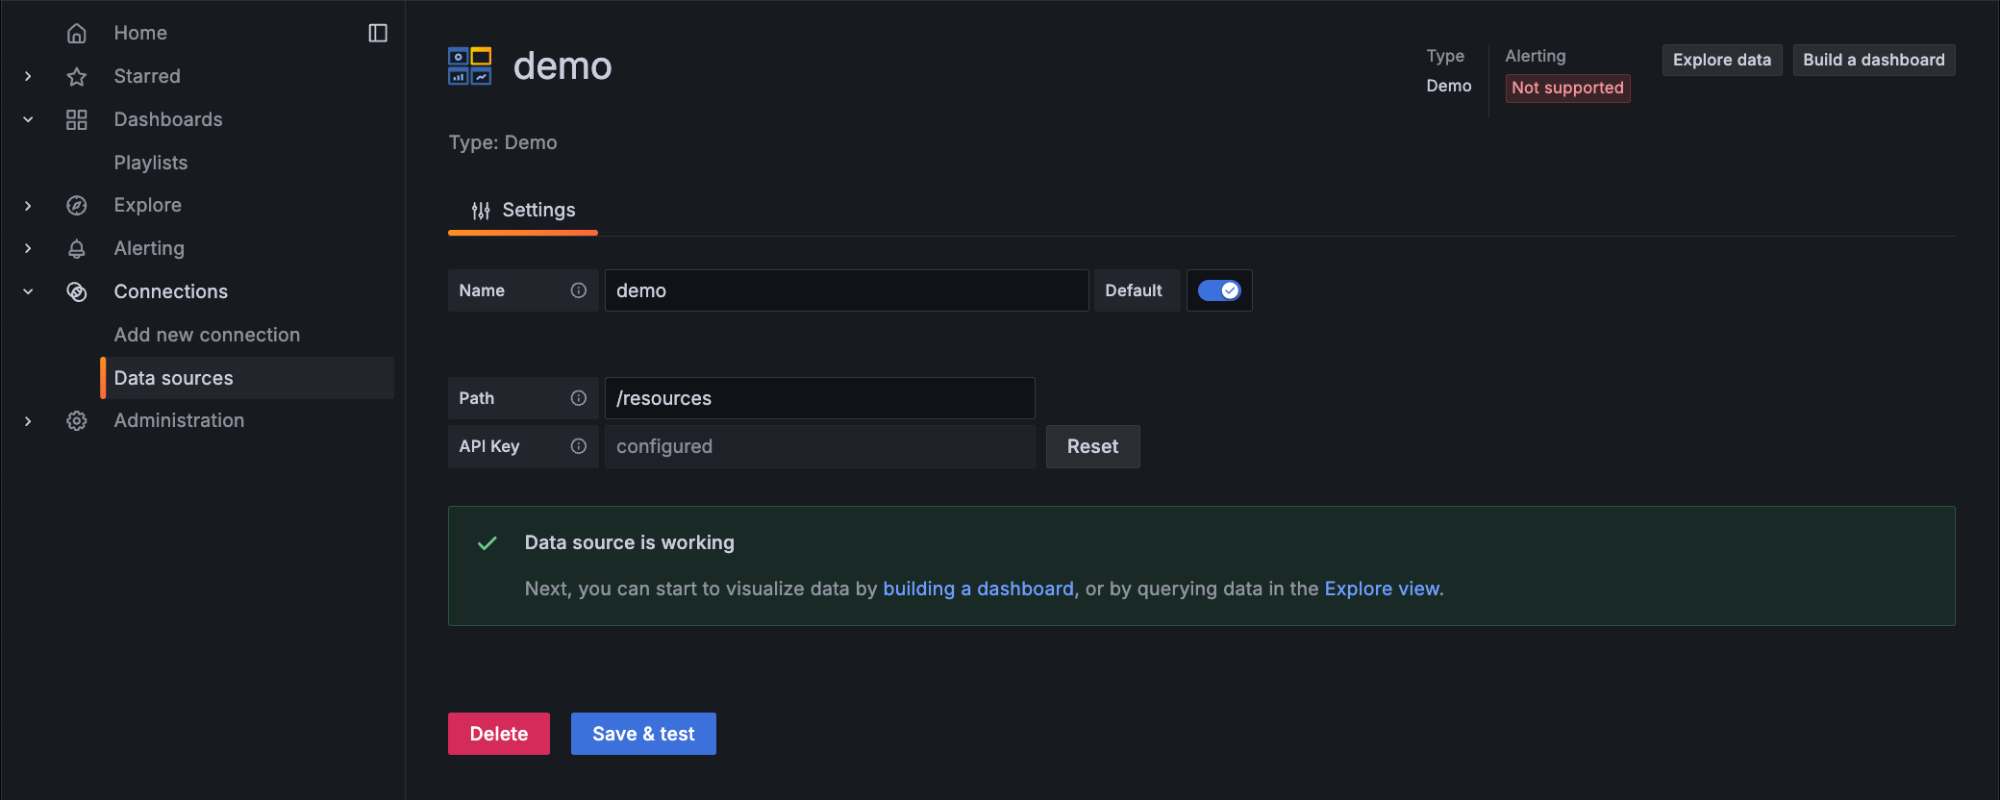 Home
Starred
Dashboards
Playlists
Explore
Alerting
Connections
Add new connection
Data sources
Administration
demo
Type
Demo
Alerting
Not supported
Explore data
Build a dashboard
Type: Demo
Settings
Name
demo
Default
Path
/resources
API Key
configured
Reset
Data source is working
Next, you can start to visualize data by building a dashboard, or by querying data in the Explore view.
Delete
Save & test